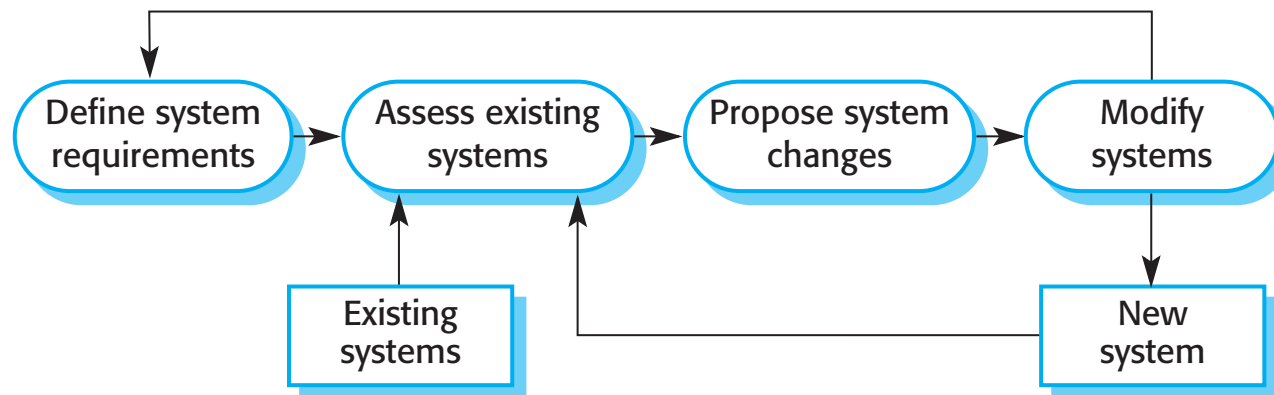 Define system
requirements
Assess existing
systems
Propose system
changes
Modify
systems
Existing
systems
New
system